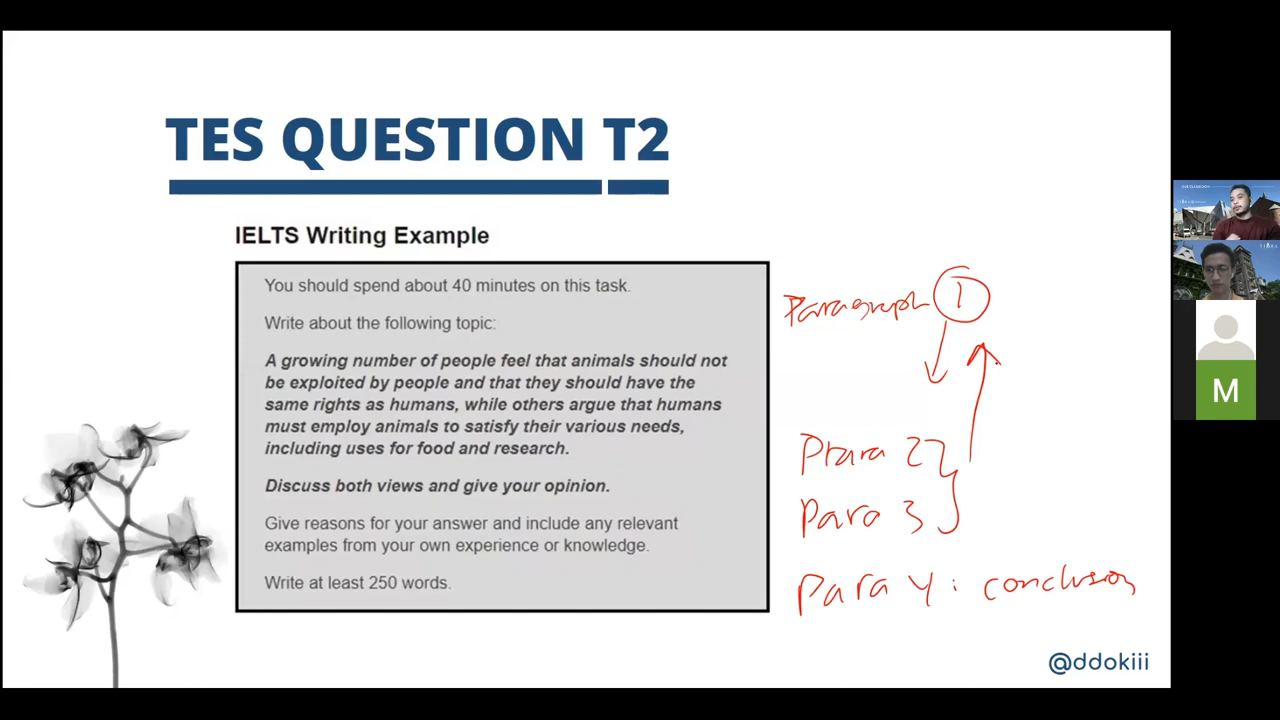 TES QUESTION T2
IELTS Writing Example
You should spend about 40 minutes on this task.
Write about the following topic:
A growing number of people feel that animals should not
be exploited by people and that they should have the
same rights as humans, while others argue that humans
must employ animals to satisfy their various needs,
including uses for food and research.
Discuss both views and give your opinion.
Give reasons for your answer and include any relevant
examples from your own experience or knowledge.
Write at least 250 words.
Paragraph 1
Para 2
Para 3
Para 4: conclusion
@ddokiii
M